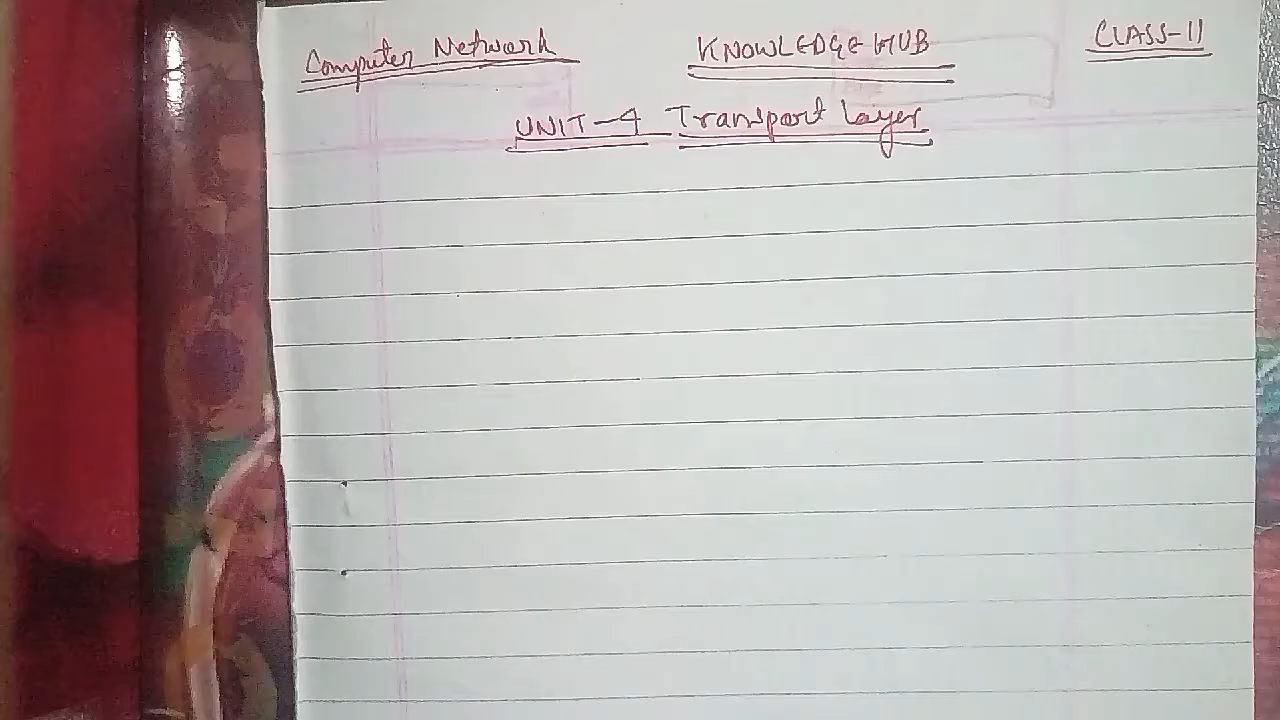 Computer Network KNOWLEDGE HUB CLASS-11
UNIT-4 Transport Layer